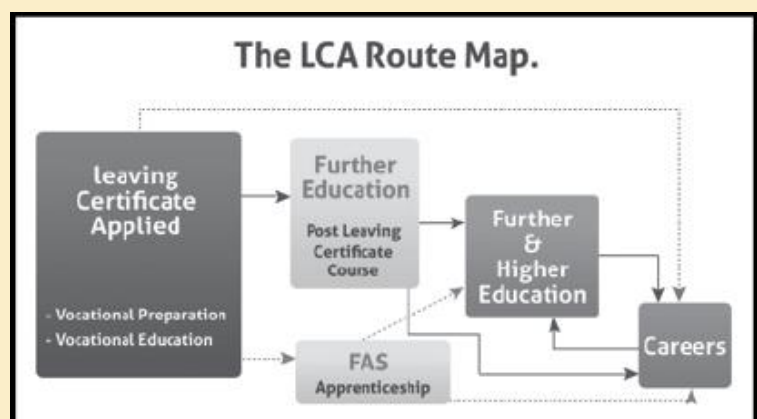 The LCA Route Map.
leaving
Certificate
Applied
- Vocational Preparation
- Vocational Education
Further
Education
Post Leaving
Certificate
Course
FAS
Apprenticeship
Further
&
Higher
Education
Careers